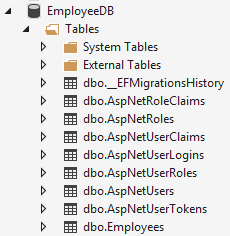 EmployeeDB
Tables
System Tables
External Tables
dbo.__EFMigrationsHistory
dbo.AspNetRoleClaims
dbo.AspNetRoles
dbo.AspNetUserClaims
dbo.AspNetUserLogins
dbo.AspNetUserRoles
dbo.AspNetUsers
dbo.AspNetUserTokens
dbo.Employees